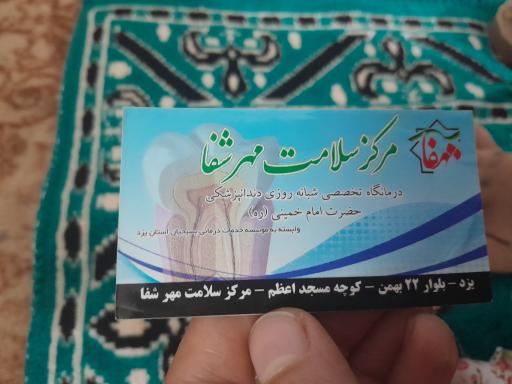 مهرفا
مرکز سلامت مهر شفا
درمانگاه تخصصی شبانه روزی دندانپزشکی
حضرت امام خمینی (ره)
وابسته به موسسه خدمات درمانی بسیجیان استان یزد
یزد – بلوار ۲۲ بهمن – کوچه مسجد اعظم – مرکز سلامت مهر شفا